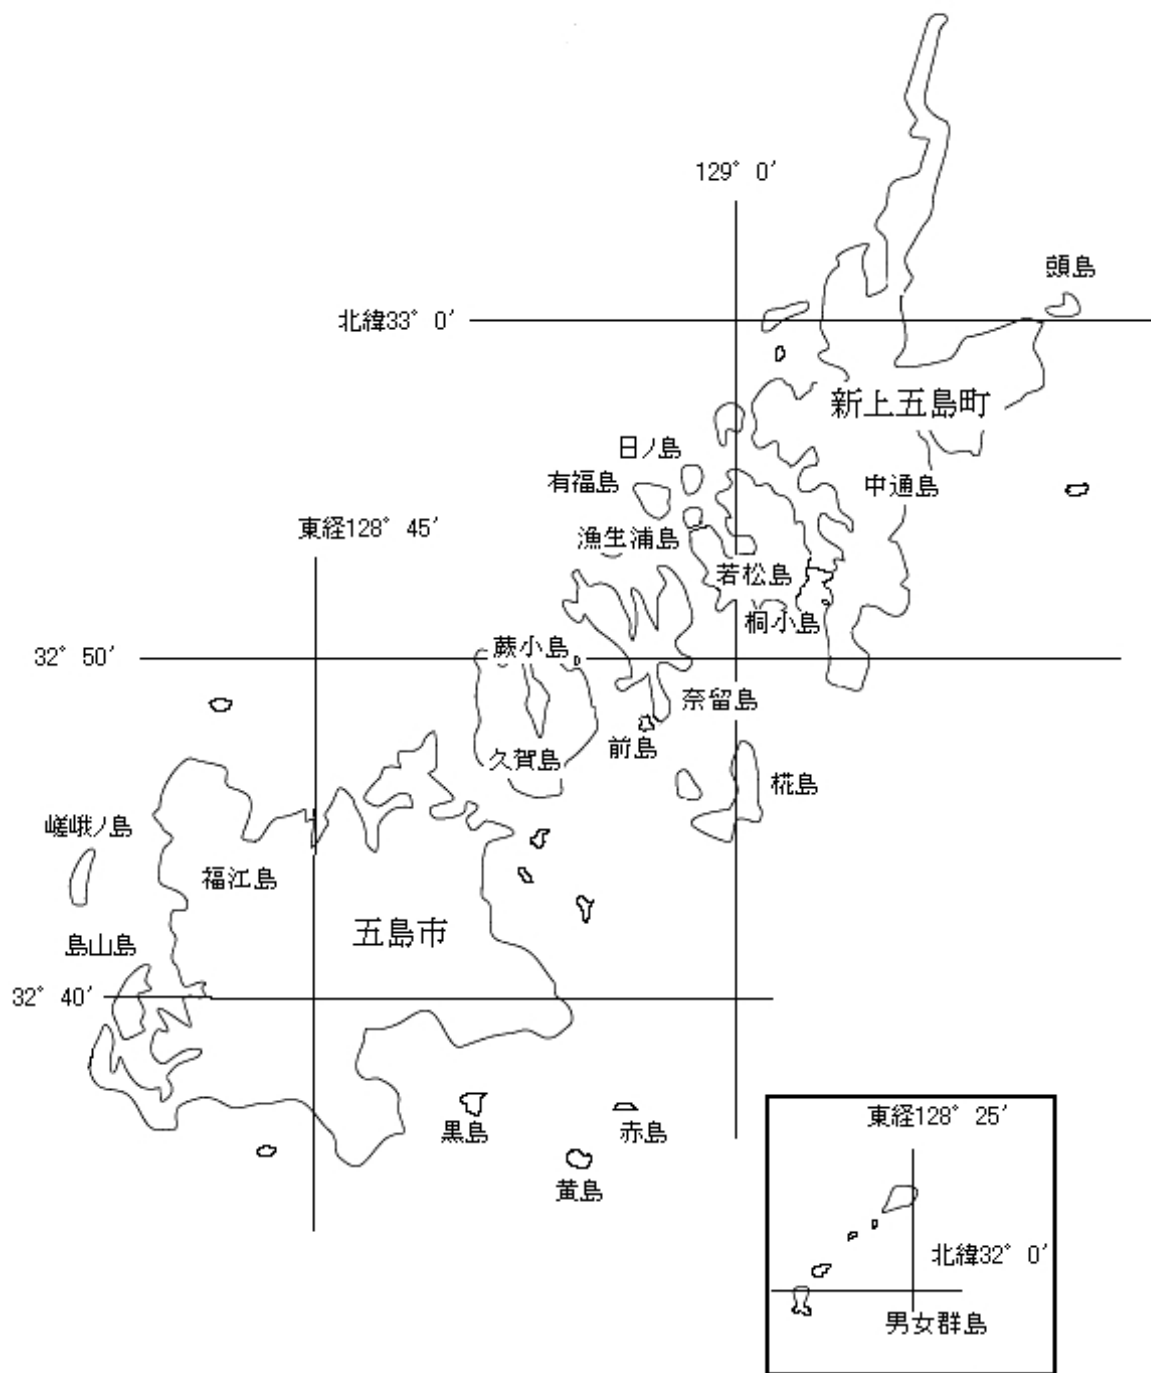 129° 0′
頭島
北緯33° 0′
新上五島町
日ノ島
有福島
中通島
東経128° 45′
漁生浦島
若松島
桐小島
蕨小島
32° 50′
奈留島
前島
久賀島
椛島
嵯峨ノ島
福江島
五島市
島山島
32° 40′
黒島
赤島
黄島
東経128° 25′
北緯32° 0′
男女群島